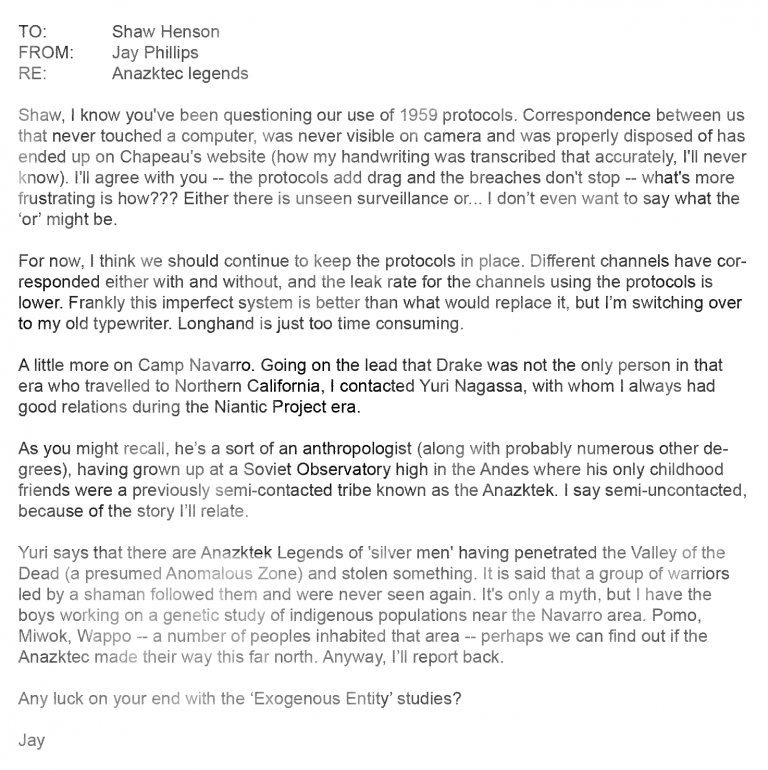 TO: Shaw Henson
FROM: Jay Phillips
RE: Anazktec legends
Shaw, I know you've been questioning our use of 1959 protocols. Correspondence between us
that never touched a computer, was never visible on camera and was properly disposed of has
ended up on Chapeau's website (how my handwriting was transcribed that accurately, I'll never
know). I'll agree with you -- the protocols add drag and the breaches don't stop -- what's more
frustrating is how??? Either there is unseen surveillance or... I don’t even want to say what the
‘or’ might be.
For now, I think we should continue to keep the protocols in place. Different channels have cor-
responded either with and without, and the leak rate for the channels using the protocols is
lower. Frankly this imperfect system is better than what would replace it, but I’m switching over
to my old typewriter. Longhand is just too time consuming.
A little more on Camp Navarro. Going on the lead that Drake was not the only person in that
era who travelled to Northern California, I contacted Yuri Nagassa, with whom I always had
good relations during the Niantic Project era.
As you might recall, he’s a sort of an anthropologist (along with probably numerous other de-
grees), having grown up at a Soviet Observatory high in the Andes where his only childhood
friends were a previously semi-contacted tribe known as the Anazktek. I say semi-uncontacted,
because of the story I’ll relate.
Yuri says that there are Anazktek Legends of 'silver men' having penetrated the Valley of the
Dead (a presumed Anomalous Zone) and stolen something. It is said that a group of warriors
led by a shaman followed them and were never seen again. It's only a myth, but I have the
boys working on a genetic study of indigenous populations near the Navarro area. Pomo,
Miwok, Wappo -- a number of peoples inhabited that area -- perhaps we can find out if the
Anazktec made their way this far north. Anyway, I’ll report back.
Any luck on your end with the ‘Exogenous Entity’ studies?
Jay